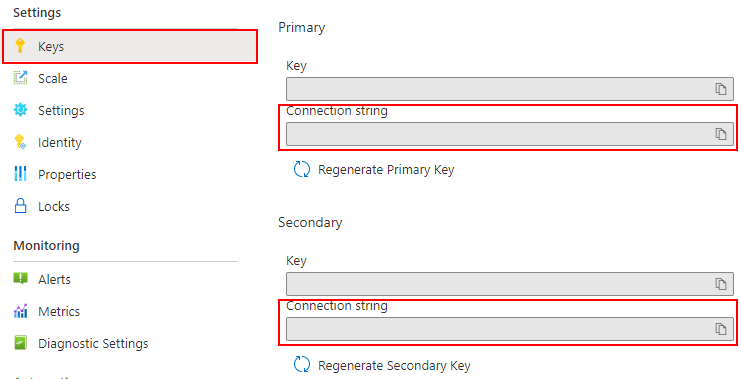 Settings
Keys
Scale
Settings
Identity
Properties
Locks
Monitoring
Alerts
Metrics
Diagnostic Settings
Primary
Key
Connection string
Regenerate Primary Key
Secondary
Key
Connection string
Regenerate Secondary Key